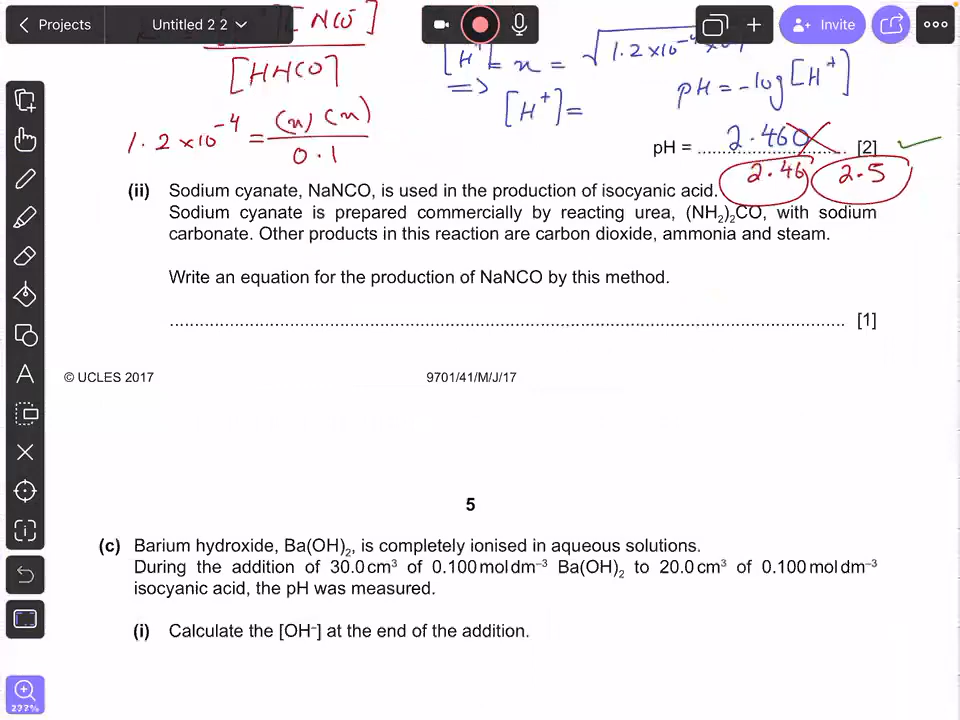 Projects
Untitled 2 2
Invite
[NCO⁻]
[HNCO]
[H⁺] = x = √1.2×10⁻⁴×0.1
=> [H⁺] =
pH = -log[H⁺]
1.2×10⁻⁴ = (x)(x)
0.1
pH = 2.460 [2]
2.46 2.5
(ii) Sodium cyanate, NaNCO, is used in the production of isocyanic acid.
Sodium cyanate is prepared commercially by reacting urea, (NH₂)₂CO, with sodium
carbonate. Other products in this reaction are carbon dioxide, ammonia and steam.
Write an equation for the production of NaNCO by this method.
[1]
© UCLES 2017
9701/41/M/J/17
5
(c) Barium hydroxide, Ba(OH)₂, is completely ionised in aqueous solutions.
During the addition of 30.0 cm³ of 0.100 mol dm⁻³ Ba(OH)₂ to 20.0 cm³ of 0.100 mol dm⁻³
isocyanic acid, the pH was measured.
(i) Calculate the [OH⁻] at the end of the addition.